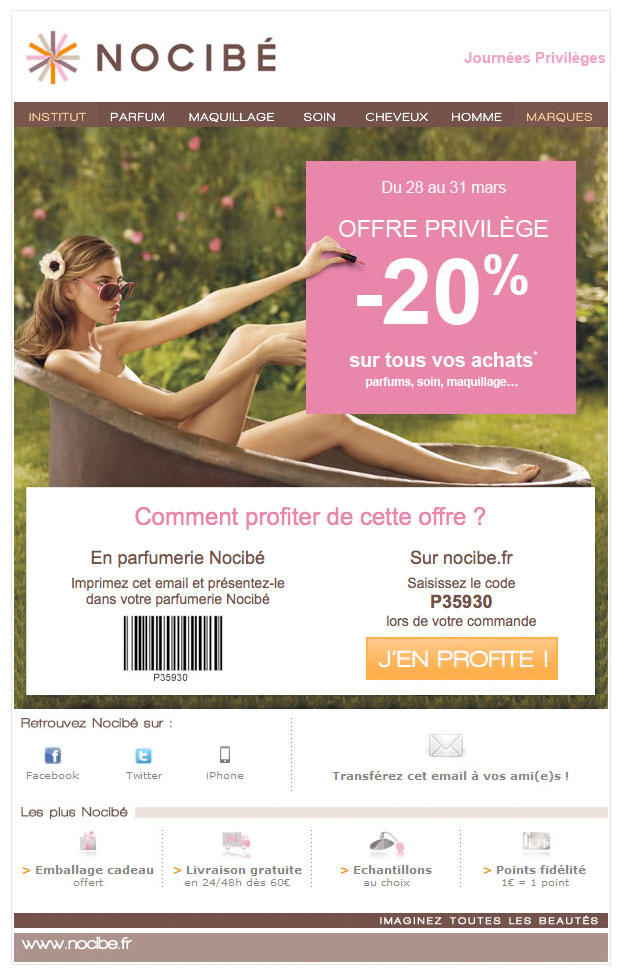 NOCIBÉ
Journées Privilèges
INSTITUT PARFUM MAQUILLAGE SOIN CHEVEUX HOMME MARQUES
Du 28 au 31 mars
OFFRE PRIVILÈGE
-20%
sur tous vos achats*
parfums, soin, maquillage...
Comment profiter de cette offre ?
En parfumerie Nocibé
Imprimez cet email et présentez-le
dans votre parfumerie Nocibé
P35930
Sur nocibe.fr
Saisissez le code
P35930
lors de votre commande
J'EN PROFITE !
Retrouvez Nocibé sur :
Facebook
Twitter
iPhone
Transférez cet email à vos ami(e)s !
Les plus Nocibé
> Emballage cadeau
offert
> Livraison gratuite
en 24/48h dès 60€
> Echantillons
au choix
> Points fidélité
1€ = 1 point
IMAGINEZ TOUTES LES BEAUTÉS
www.nocibe.fr